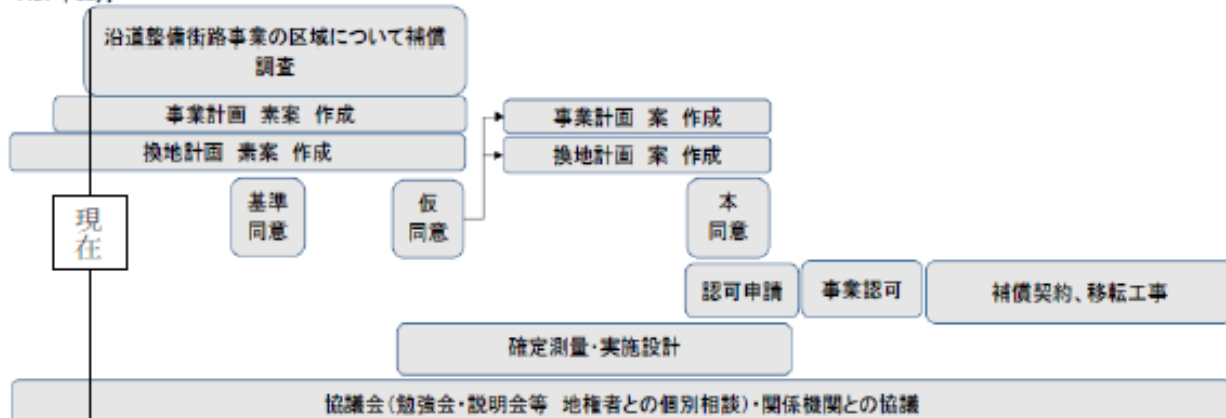 沿道整備街路事業の区域について補償
調査
事業計画 素案 作成
事業計画 案 作成
換地計画 素案 作成
換地計画 案 作成
現在
基準
同意
仮
同意
本
同意
認可申請
事業認可
補償契約、移転工事
確定測量・実施設計
協議会(勉強会・説明会等 地権者との個別相談)・関係機関との協議